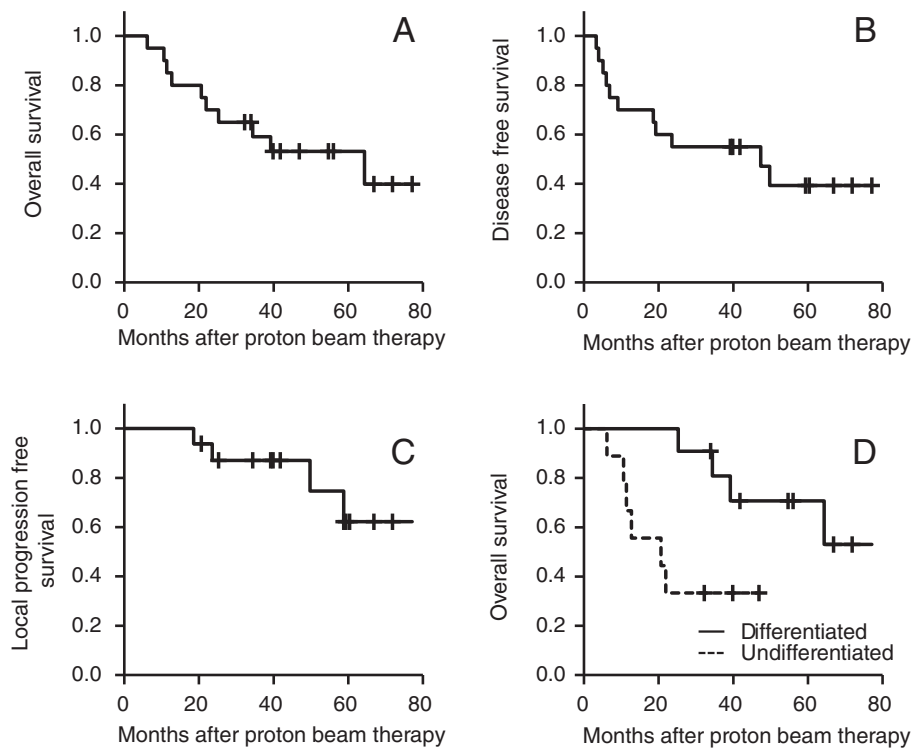 A
Overall survival
1.0
0.8
0.6
0.4
0.2
0.0
0 20 40 60 80
Months after proton beam therapy
B
Disease free survival
1.0
0.8
0.6
0.4
0.2
0.0
0 20 40 60 80
Months after proton beam therapy
C
Local progression free
survival
1.0
0.8
0.6
0.4
0.2
0.0
0 20 40 60 80
Months after proton beam therapy
D
Overall survival
1.0
0.8
0.6
0.4
0.2
0.0
Differentiated
Undifferentiated
0 20 40 60 80
Months after proton beam therapy